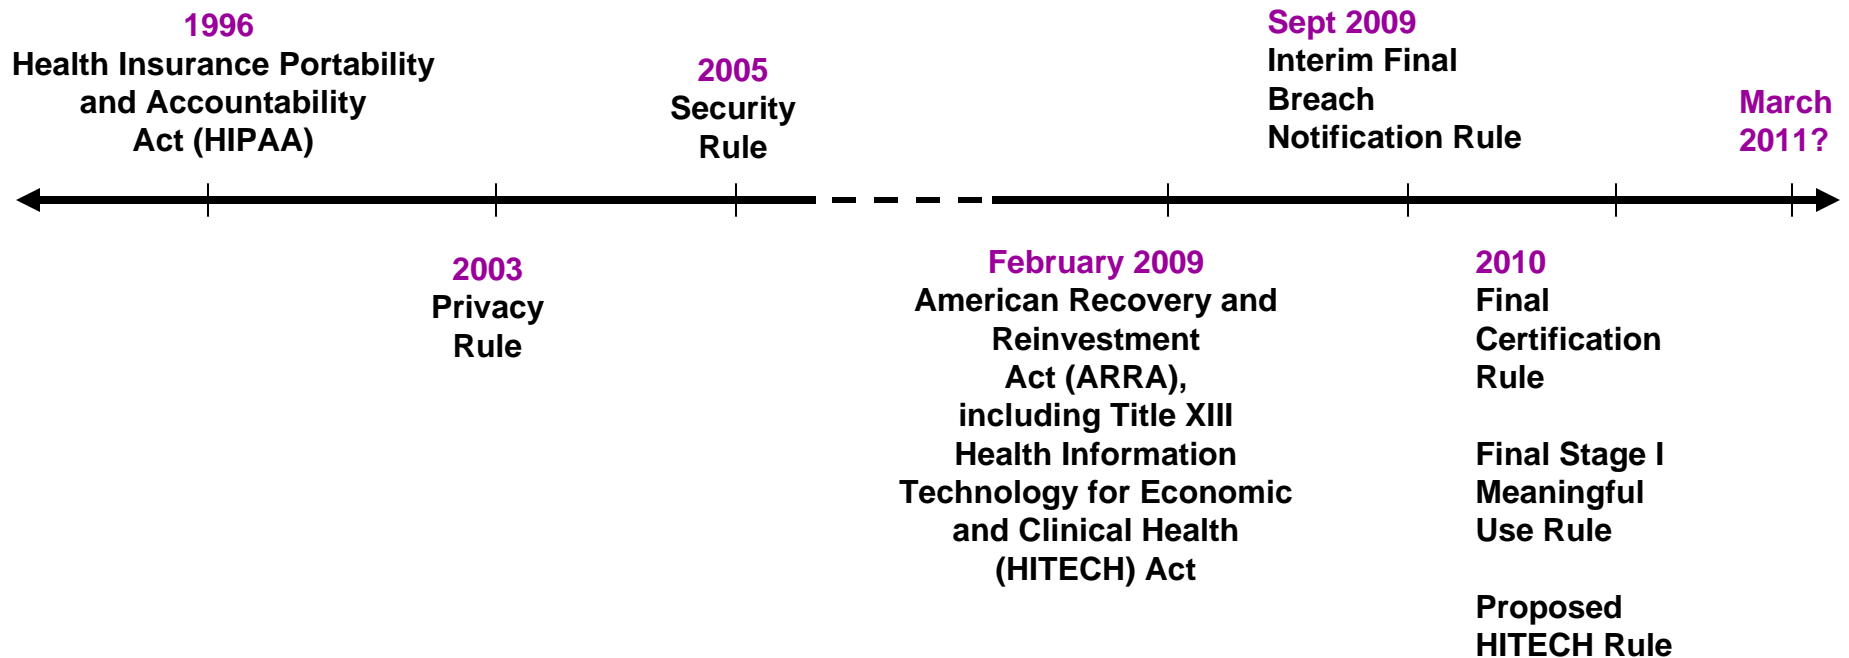 1996
Health Insurance Portability
and Accountability
Act (HIPAA)
2003
Privacy
Rule
2005
Security
Rule
February 2009
American Recovery and
Reinvestment
Act (ARRA),
including Title XIII
Health Information
Technology for Economic
and Clinical Health
(HITECH) Act
Sept 2009
Interim Final
Breach
Notification Rule
2010
Final
Certification
Rule
Final Stage I
Meaningful
Use Rule
Proposed
HITECH Rule
March
2011?